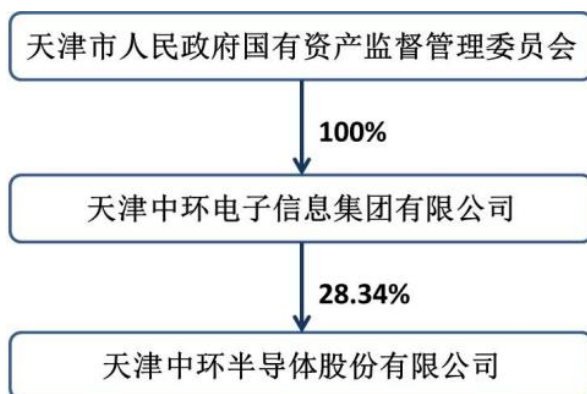 天津市人民政府国有资产监督管理委员会
100%
天津中环电子信息集团有限公司
28.34%
天津中环半导体股份有限公司